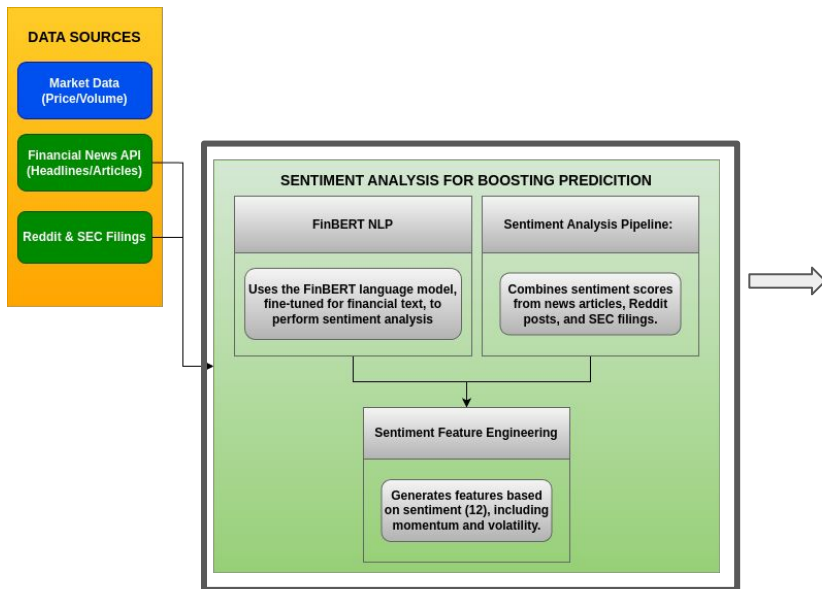 DATA SOURCES
Market Data
(Price/Volume)
Financial News API
(Headlines/Articles)
Reddit & SEC Filings
SENTIMENT ANALYSIS FOR BOOSTING PREDICITION
FinBERT NLP
Uses the FinBERT language model,
fine-tuned for financial text, to
perform sentiment analysis
Sentiment Analysis Pipeline:
Combines sentiment scores
from news articles, Reddit
posts, and SEC filings.
Sentiment Feature Engineering
Generates features based
on sentiment (12), including
momentum and volatility.